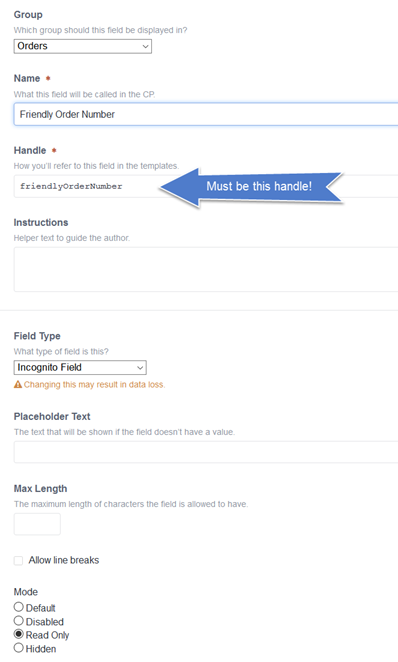 Group
Which group should this field be displayed in?
Orders
Name *
What this field will be called in the CP.
Friendly Order Number
Handle *
How you'll refer to this field in the templates.
friendlyOrderNumber
Must be this handle!
Instructions
Helper text to guide the author.
Field Type
What type of field is this?
Incognito Field
Changing this may result in data loss.
Placeholder Text
The text that will be shown if the field doesn't have a value.
Max Length
The maximum length of characters the field is allowed to have.
Allow line breaks
Mode
Default
Disabled
Read Only
Hidden